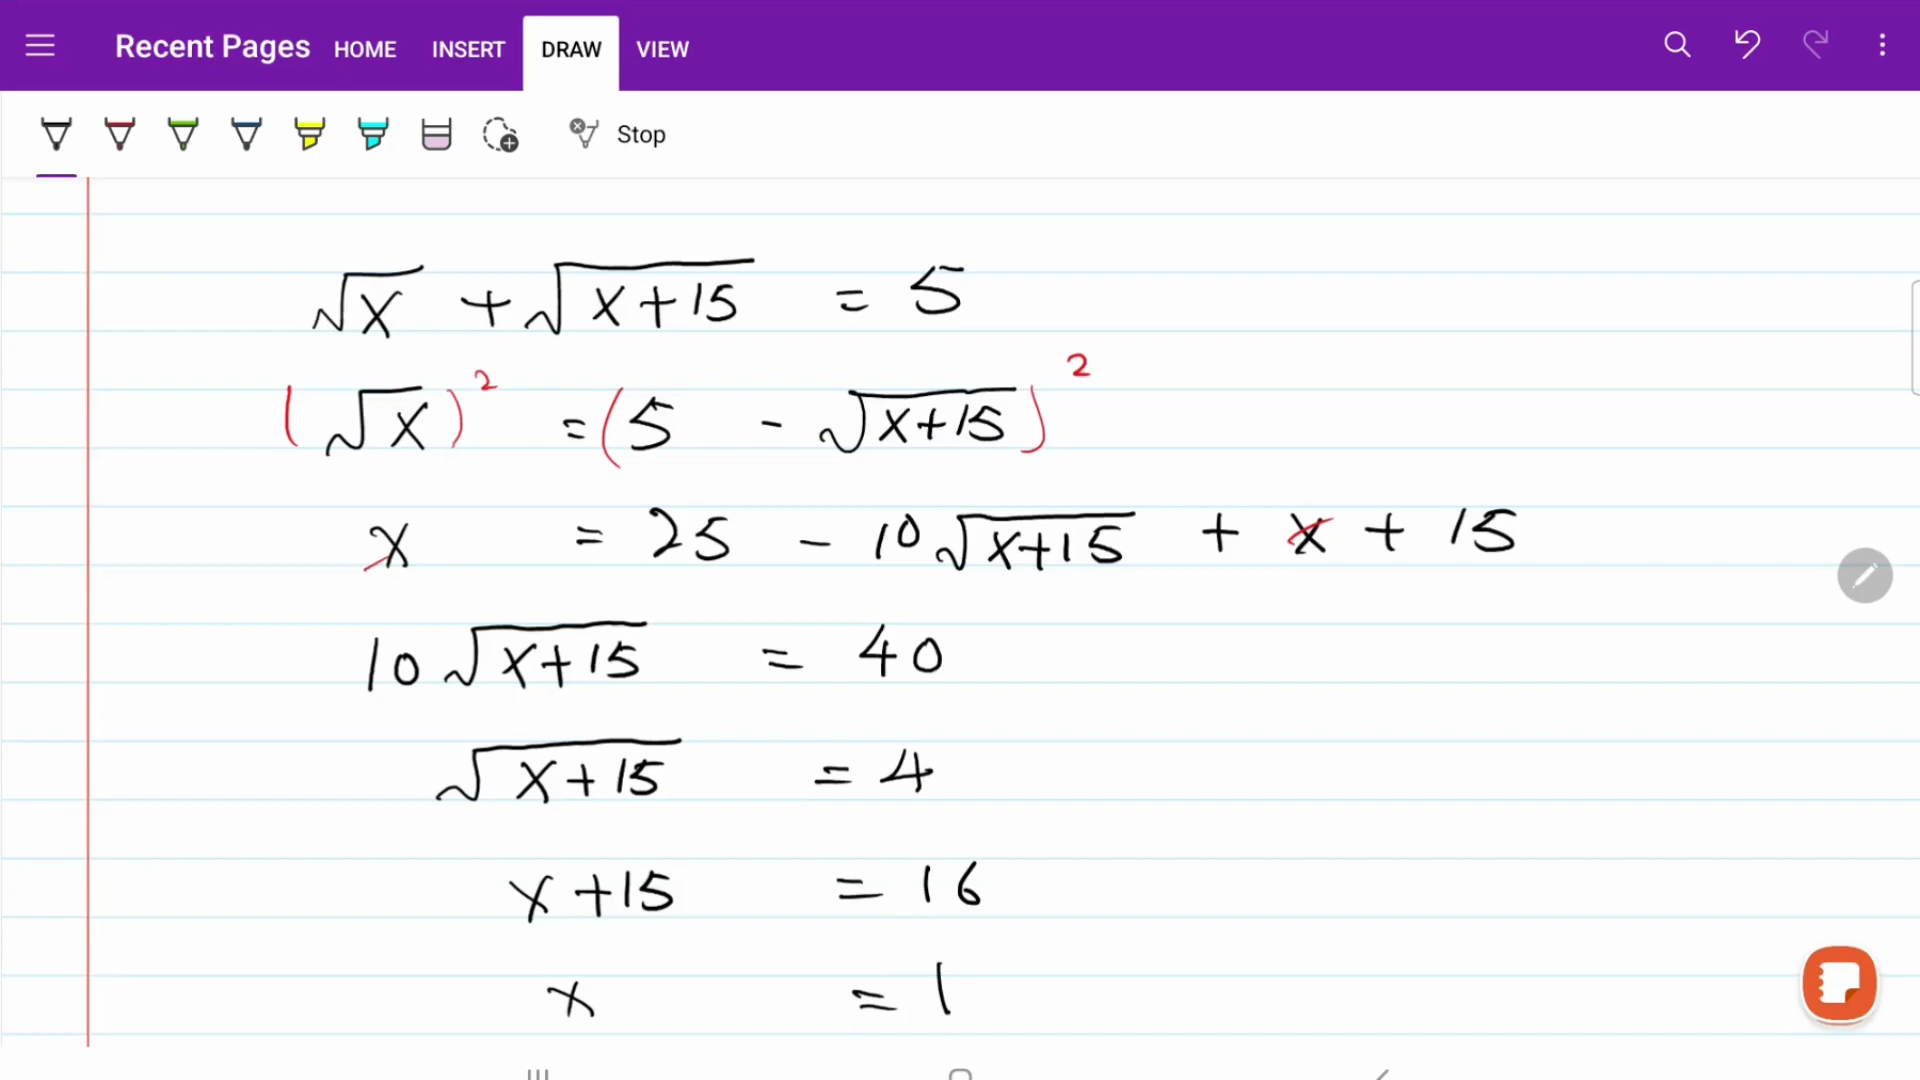 Recent Pages HOME INSERT DRAW VIEW
Stop
√x + √(x+15) = 5
(√x)² = (5 - √(x+15))²
x = 25 - 10√(x+15) + x + 15
10√(x+15) = 40
√(x+15) = 4
x+15 = 16
x = 1